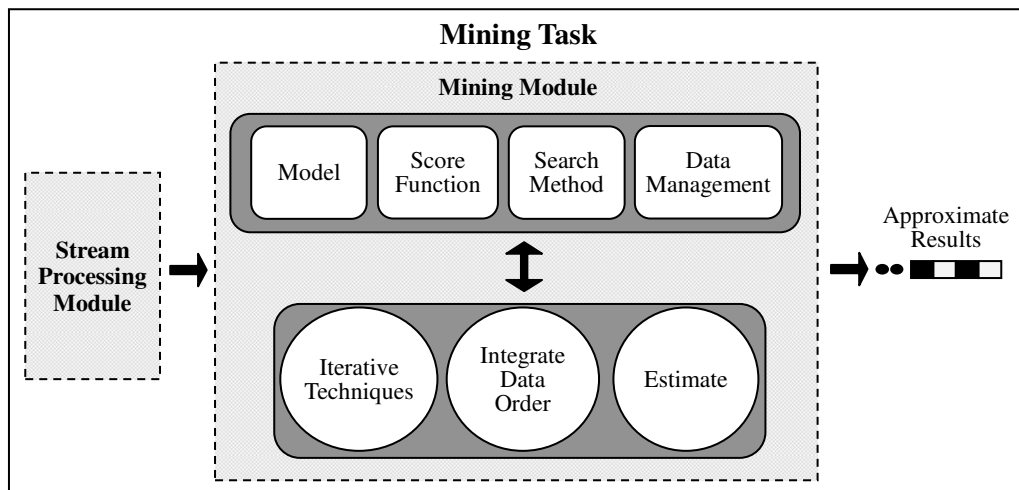 Mining Task
Mining Module
Model
Score
Function
Search
Method
Data
Management
Stream
Processing
Module
Approximate
Results
Iterative
Techniques
Integrate
Data
Order
Estimate